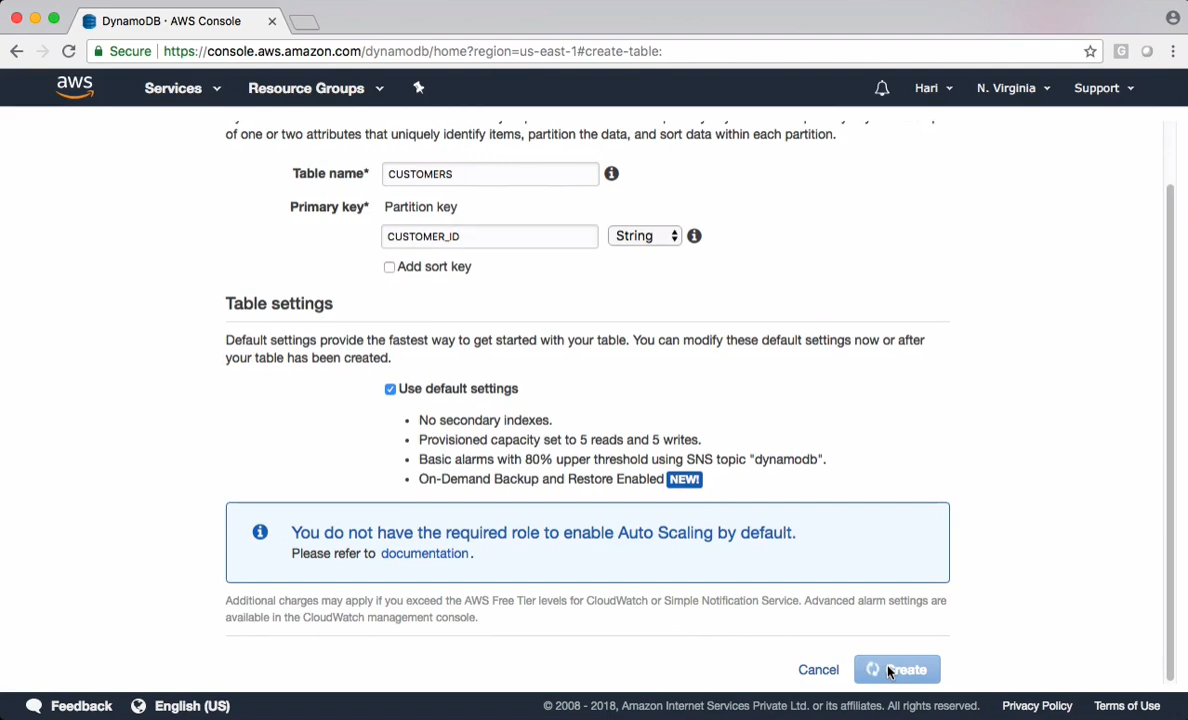 DynamoDB · AWS Console
Secure https://console.aws.amazon.com/dynamodb/home?region=us-east-1#create-table:
aws Services Resource Groups Hari N. Virginia Support
of one or two attributes that uniquely identify items, partition the data, and sort data within each partition.
Table name* CUSTOMERS
Primary key* Partition key
CUSTOMER_ID String
Add sort key
Table settings
Default settings provide the fastest way to get started with your table. You can modify these default settings now or after
your table has been created.
Use default settings
• No secondary indexes.
• Provisioned capacity set to 5 reads and 5 writes.
• Basic alarms with 80% upper threshold using SNS topic "dynamodb".
• On-Demand Backup and Restore Enabled NEW!
You do not have the required role to enable Auto Scaling by default.
Please refer to documentation.
Additional charges may apply if you exceed the AWS Free Tier levels for CloudWatch or Simple Notification Service. Advanced alarm settings are
available in the CloudWatch management console.
Cancel Create
Feedback English (US) © 2008 - 2018, Amazon Internet Services Private Ltd. or its affiliates. All rights reserved. Privacy Policy Terms of Use